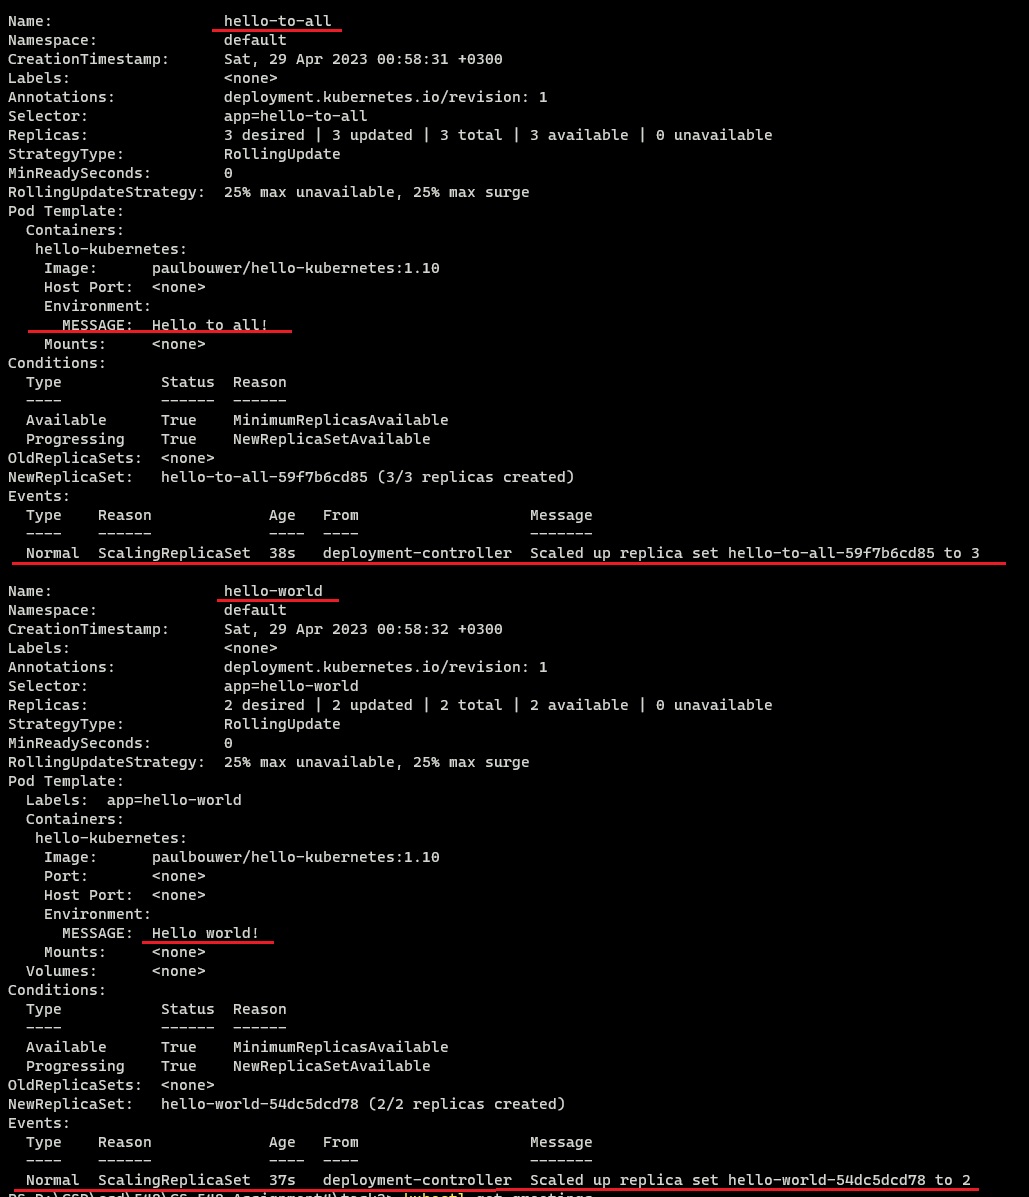 Name:                   hello-to-all
Namespace:              default
CreationTimestamp:      Sat, 29 Apr 2023 00:58:31 +0300
Labels:                 <none>
Annotations:            deployment.kubernetes.io/revision: 1
Selector:               app=hello-to-all
Replicas:               3 desired | 3 updated | 3 total | 3 available | 0 unavailable
StrategyType:           RollingUpdate
MinReadySeconds:        0
RollingUpdateStrategy:  25% max unavailable, 25% max surge
Pod Template:
  Containers:
   hello-kubernetes:
    Image:      paulbouwer/hello-kubernetes:1.10
    Host Port:  <none>
    Environment:
      MESSAGE:  Hello to all!
    Mounts:     <none>
Conditions:
  Type           Status  Reason
  ----           ------  ------
  Available      True    MinimumReplicasAvailable
  Progressing    True    NewReplicaSetAvailable
OldReplicaSets:  <none>
NewReplicaSet:   hello-to-all-59f7b6cd85 (3/3 replicas created)
Events:
  Type    Reason             Age   From                   Message
  ----    ------             ----  ----                   -------
  Normal  ScalingReplicaSet  38s   deployment-controller  Scaled up replica set hello-to-all-59f7b6cd85 to 3
Name:                   hello-world
Namespace:              default
CreationTimestamp:      Sat, 29 Apr 2023 00:58:32 +0300
Labels:                 <none>
Annotations:            deployment.kubernetes.io/revision: 1
Selector:               app=hello-world
Replicas:               2 desired | 2 updated | 2 total | 2 available | 0 unavailable
StrategyType:           RollingUpdate
MinReadySeconds:        0
RollingUpdateStrategy:  25% max unavailable, 25% max surge
Pod Template:
  Labels:  app=hello-world
  Containers:
   hello-kubernetes:
    Image:      paulbouwer/hello-kubernetes:1.10
    Port:       <none>
    Host Port:  <none>
    Environment:
      MESSAGE:  Hello world!
    Mounts:     <none>
  Volumes:      <none>
Conditions:
  Type           Status  Reason
  ----           ------  ------
  Available      True    MinimumReplicasAvailable
  Progressing    True    NewReplicaSetAvailable
OldReplicaSets:  <none>
NewReplicaSet:   hello-world-54dc5dcd78 (2/2 replicas created)
Events:
  Type    Reason             Age   From                   Message
  ----    ------             ----  ----                   -------
  Normal  ScalingReplicaSet  37s   deployment-controller  Scaled up replica set hello-world-54dc5dcd78 to 2
kubectl get greetings